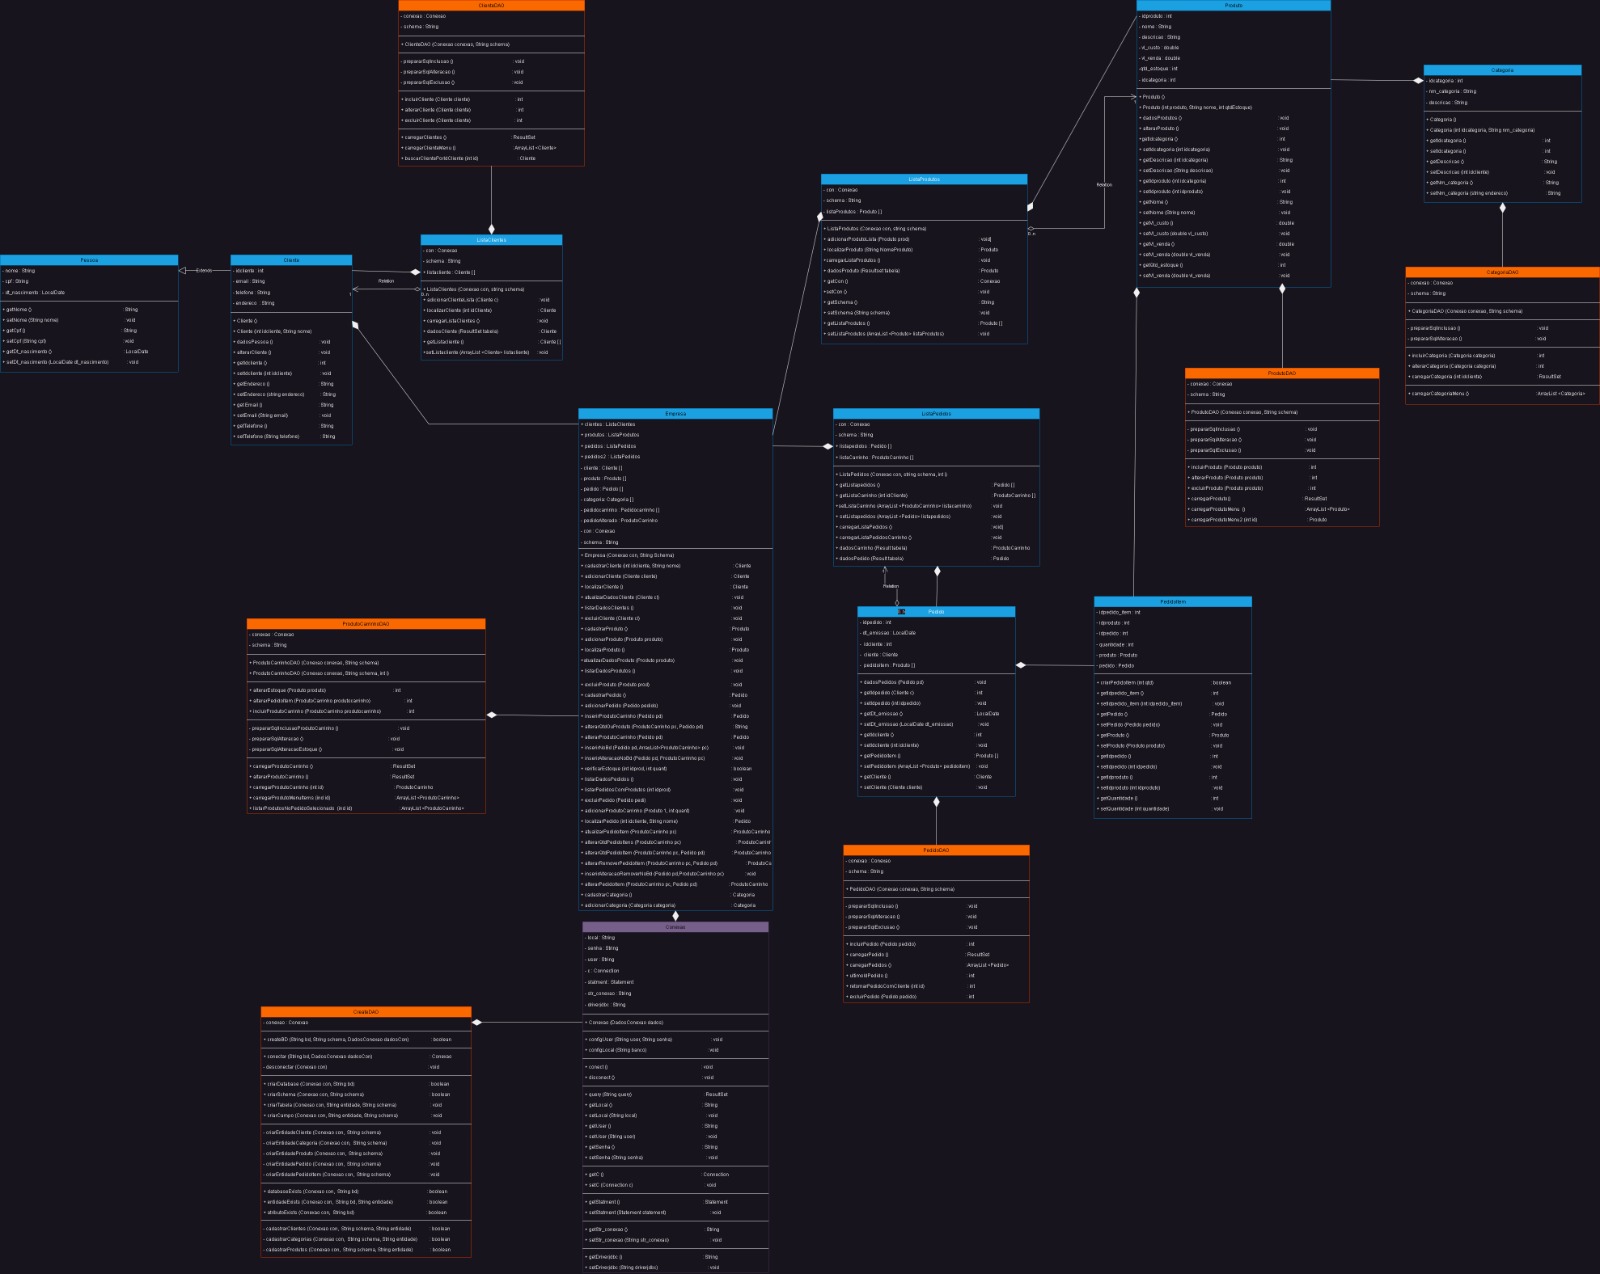 ClienteDAO
- conexao : Conexao
- schema : String
+ ClienteDAO (Conexao conexao, String schema)
- prepararSqlInclusao () : void
- prepararSqlAlteracao () : void
- prepararSqlExclusao () : void
+ incluirCliente (Cliente cliente) : int
+ alterarCliente (Cliente cliente) : int
+ excluirCliente (Cliente cliente) : int
+ carregarClientes () : ResultSet
+ carregarClienteMenu () : ArrayList <Cliente>
+ buscarClientePorIdCliente (int id) : Cliente
Produto
- idproduto : int
- nome : String
- descricao : String
- vl_custo : double
- vl_venda : double
-qtd_estoque : int
- idcategoria : int
+ Produto ()
+ Produto (int produto, String nome, int qtdEstoque)
+ dadosProdutos () : void
+ alterarProduto () : void
+getIdcategoria () : int
+ setIdcategoria (int idcategoria) : void
+ getDescricao (int idcategoria) : String
+ setDescricao (String descricao) : void
+ getIdproduto (int idcategoria) : int
+ setIdproduto (int idproduto) : void
+ getNome () : String
+ setNome (String nome) : void
+ getVl_custo () : double
+ setVl_custo (double vl_custo) : void
+ getVl_venda () : double
+ setVl_venda (double vl_venda) : void
+ getQtd_estoque () : int
+ setVl_venda (double vl_venda) : void
Categoria
- idcategoria : int
- nm_categoria : String
- descricao : String
+ Categoria ()
+ Categoria (int idcategoria, String nm_categoria)
+ getIdcategoria () : int
+ setIdcategoria () : int
+ getDescricao () : String
+ setDescricao (int idcliente) : void
+ getNm_categoria () : String
+ setNm_categoria (string endereco) : String
ListaProdutos
- con : Conexao
- schema : String
listaProdutos : Produto []
+ ListaProdutos (Conexao con, string schema)
+ adicionarProdutoLista (Produto prod) : void
+ localizarProduto (String NomeProduto) : Produto
+ carregarListaProdutos () : void
+ dadosProduto (ResultSet tabela) : Produto
+ getCon () : Conexao
+ setCon () : void
+ getSchema () : String
+ setSchema (String schema) : void
+ getListaProdutos () : Produto []
+ setListaProdutos (ArrayList <Produto> listaProdutos) : void
Relation
0..n
ListaClientes
- con : Conexao
- schema : String
+ listacliente : Cliente []
+ ListaClientes (Conexao con, string schema)
+ adicionarClienteLista (Cliente c) : void
+ localizarCliente (int idCliente) : Cliente
+ carregarListaClientes () : void
+ dadosCliente (ResultSet tabela) : Cliente
+ getListacliente () : Cliente []
+setListacliente (ArrayList <Cliente> listacliente) : void
Relation
1
0..n
Pessoa
- nome : String
- cpf : String
- dt_nascimento : LocalDate
+ getNome () : String
+ setNome (String nome) : void
+ getCpf () : String
+ setCpf (String cpf) : void
+ getDt_nascimento () : LocalDate
+ setDt_nascimento (LocalDate dt_nascimento) : void
Extends
Cliente
- idcliente : int
- email : String
- telefone : String
- endereco : String
+ Cliente ()
+ Cliente (int idcliente, String nome)
+ dadosPessoa () : void
+ alterarCliente () : void
+ getIdcliente () : int
+ setIdcliente (int idcliente) : void
+ getEndereco () : String
+ setEndereco (string endereco) : String
+ getEmail () : String
+ setEmail (String email) : void
+ getTelefone () : String
+ setTelefone (String telefone) : String
CategoriaDAO
- conexao : Conexao
- schema : String
+ CategoriaDAO (Conexao conexao, String schema)
- prepararSqlInclusao () : void
- prepararSqlAlteracao () : void
+ incluirCategoria (Categoria categoria) : int
+ alterarCategoria (Categoria categoria) : int
+ carregarCategoria (int idcliente) : ResultSet
+ carregarCategoriaMenu () : ArrayList <Categoria>
ProdutoDAO
- conexao : Conexao
- schema : String
+ ProdutoDAO (Conexao conexao, String schema)
- prepararSqlInclusao () : void
- prepararSqlAlteracao () : void
- prepararSqlExclusao () : void
+ incluirProduto (Produto produto) : int
+ alterarProduto (Produto produto) : int
+ excluirProduto (Produto produto) : int
+ carregarProduto() ResultSet
+ carregarProdutoMenu () ArrayList <Produto>
+ carregarProdutoMenu2 (int id) : Produto
Empresa
+ clientes : ListaClientes
+ produtos : ListaProdutos
+ pedidos : ListaPedidos
+ pedidos2 : ListaPedidos
- cliente : Cliente []
- produto : Produto []
- pedido : Pedido []
- categoria : Categoria []
- pedidocarrinho : Pedidocarrinho []
- pedidoAlterado : ProdutoCarrinho
- con : Conexao
- schema : String
+ Empresa (Conexao con, String Schema)
+ cadastrarCliente (int idcliente, String nome) : Cliente
+ adicionarCliente (Cliente cliente) : Cliente
+ localizarCliente () : Cliente
+ atualizarDadosCliente (Cliente cl) : void
+ listarDadosClientes () : void
+ excluirCliente (Cliente cl) : void
+ cadastrarProduto () : Produto
+ adicionarProduto (Produto produto) : void
+ localizarProduto () : Produto
+atualizarDadosProduto (Produto produto) : void
+ listarDadosProdutos () : void
+ excluirProduto (Produto prod) : void
+ cadastrarPedido () : Pedido
+ adicionarPedido (Pedido pedido) : void
+ inserirProdutoCarrinho (Pedido pd) : Pedido
+ alterarQtdOuProduto (ProdutoCarrinho pc, Pedido pd) : String
+ alterarProdutoCarrinho (Pedido pd) : Pedido
+ inserirNoBd (Pedido pd, ArrayList<ProdutoCarrinho> pc) : void
+ inserirAlteracaoNoBd (Pedido pd, ProdutoCarrinho pc) : void
+ verificarEstoque (int idprod, int quant) : boolean
+ listarDadosPedidos () : void
+ listarPedidosComProdutos (int idprod) : void
+ excluirPedido (Pedido pedi) : void
+ adicionarProdutoCarrinho (Produto 1, int quant) : void
+ localizarPedido (int idcliente, String nome) : Pedido
+ atualizarPedidoItem (ProdutoCarrinho pc) : ProdutoCarrinho
+ alterarQtdPedidoItem (ProdutoCarrinho pc) : ProdutoCarrin
+ alterarQtdPedidoItem (ProdutoCarrinho pc, Pedido pd) : ProdutoCarrinho
+ alterarRemoverPedidoItem (ProdutoCarrinho pc, Pedido pd) : ProdutoCa
+ inserirAlteracaoRemoverNoBd (Pedido pd,ProdutoCarrinho pc) : void
+ alterarPedidoItem (ProdutoCarrinho pc, Pedido pd) : ProdutoCarrinho
+ cadastrarCategoria () : Categoria
+ adicionarCategoria (Categoria categoria) : Categoria
ListaPedidos
- con : Conexao
- schema : String
+ listapedidos : Pedido []
+ listaCarrinho : ProdutoCarrinho []
+ ListaPedidos (Conexao con, string schema, int i)
+ getListapedidos () : Pedido []
+ getListaCarrinho (int idCliente) : ProdutoCarrinho []
+setListaCarrinho (ArrayList <ProdutoCarrinho> listacarrinho) : void
+ setListapedidos (ArrayList <Pedido> listapedidos) : void
+ carregarListaPedidos () : void
+ carregarListaPedidosCarrinho () : void
+ dadosCarrinho (Result tabela) : ProdutoCarrinho
+ dadosPedido (Result tabela) : Pedido
Relation
Pedido
- idpedido : int
- dt_emissao : LocalDate
- idcliente : int
- cliente : Cliente
- pedidoitem : Produto []
+ dadosPedidos (Pedido pd) : void
+ getIdpedido (Cliente c) : int
+ setIdpedido (int idpedido) : void
+ getDt_emissao () : LocalDate
+ setDt_emissao (LocalDate dt_emissao) : void
+ getIdcliente () : int
+ setIdcliente (int idcliente) : void
+ getPedidoItem () : Produto []
+ setPedidoItem (ArrayList <Produto> pedidoItem) : void
+ getCliente () : Cliente
+ setCliente (Cliente cliente) : void
PedidoItem
- idpedido_item : int
- idproduto : int
- idpedido : int
- quantidade : int
- produto : Produto
- pedido : Pedido
+ criarPedidoItem (int qtd) : boolean
+ getIdpedido_item () : int
+ setIdpedido_item (int idpedido_item) : void
+ getPedido () : Pedido
+ setPedido (Pedido pedido) : void
+ getProduto () : Produto
+ setProduto (Produto produto) : void
+ getIdpedido () : int
+ setIdpedido (int idpedido) : void
+ getIdproduto () : int
+ setIdproduto (int idproduto) : void
+ getQuantidade () : int
+ setQuantidade (int quantidade) : void
ProdutoCarrinhoDAO
- conexao : Conexao
- schema : String
+ ProdutoCarrinhoDAO (Conexao conexao, String schema)
+ ProdutoCarrinhoDAO (Conexao conexao, String schema, int i)
+ alterarEstoque (Produto produto) : int
+ alterarPedidoItem (ProdutoCarrinho produtocarrinho) : int
+ incluirProdutoCarrinho (ProdutoCarrinho produtocarrinho) : int
- prepararSqlInclusaoProdutoCarrinho () : void
- prepararSqlAlteracao () : void
- prepararSqlAlteracaoEstoque () : void
+ carregarProdutoCarrinho () : ResultSet
+ alterarProdutoCarrinho () : ResultSet
+ carregarProdutoCarrinho (int id) : ProdutoCarrinho
+ carregarProdutoMenuItens (ind id) : ArrayList <ProdutoCarrinho>
+ listarProdutosNoPedidoSelecionado (ind id) : ArrayList <ProdutoCarrinho>
PedidoDAO
- conexao : Conexao
- schema : String
+ PedidoDAO (Conexao conexao, String schema)
- prepararSqlInclusao () : void
- prepararSqlAlteracao () : void
- prepararSqlExclusao () : void
+ incluirPedido (Pedido pedido) : int
+ carregarPedido () : ResultSet
+ carregarPedidos () ArrayList <Pedido>
+ ultimoIdPedido () : int
+ retornarPedidoComCliente (int id) : int
+ excluirPedido (Pedido pedido) : int
Conexao
- local : String
- senha : String
- user : String
- c : Connection
- statment: Statement
- str_conexao : String
- driverjdbc : String
+ Conexao (DadosConexao dados)
+ configUser (String user, String senha) : void
+ configLocal (String banco) : void
+ conect () void
+ disconect () : void
+ query (String query) : ResultSet
+ getLocal () : String
+ setLocal (String local) : void
+ getUser () : String
+ setUser (String user) : void
+ getSenha () : String
+ setSenha (String senha) : void
+ getC () : Connection
+ setC (Connection c) : void
+ getStatment () : Statement
+ setStatment (Statement statement) : void
+ getStr_conexao () : String
+ setStr_conexao (String str_conexao) : void
+ getDriverjdbc () : String
+ setDriverjdbc (String driverjdbc) : void
CreateDAO
- conexao : Conexao
+ createBD (String bd, String schema, DadosConexao dadosCon) : boolean
+ conectar (String bd, DadosConexao dadosCon) : Conexao
- desconectar (Conexao con) void
+ criarDatabase (Conexao con, String bd) : boolean
+ criarSchema (Conexao con, String schema) : boolean
+ criarTabela (Conexao con, String entidade, String schema) : void
+ criarCampo (Conexao con, String entidade, String schema) : void
- criarEntidadeCliente (Conexao con, String schema) : void
- criarEntidadeCategoria (Conexao con, String schema) : void
- criarEntidadeProduto (Conexao con, String schema) : void
- criarEntidadePedido (Conexao con, String schema) void
- criarEntidadePedidoItem (Conexao con, String schema) : void
+ databaseExists (Conexao con, String bd) : boolean
+ entidadeExists (Conexao con, String bd, String entidade) : boolean
+ atributoExists (Conexao con, String bd) : boolean
- cadastrarClientes (Conexao con, String schema, String entidade) : boolean
- cadastrarCategorias (Conexao con, String schema, String entidade) : boolean
- cadastrarProdutos (Conexao con, String schema, String entidade) : boolean